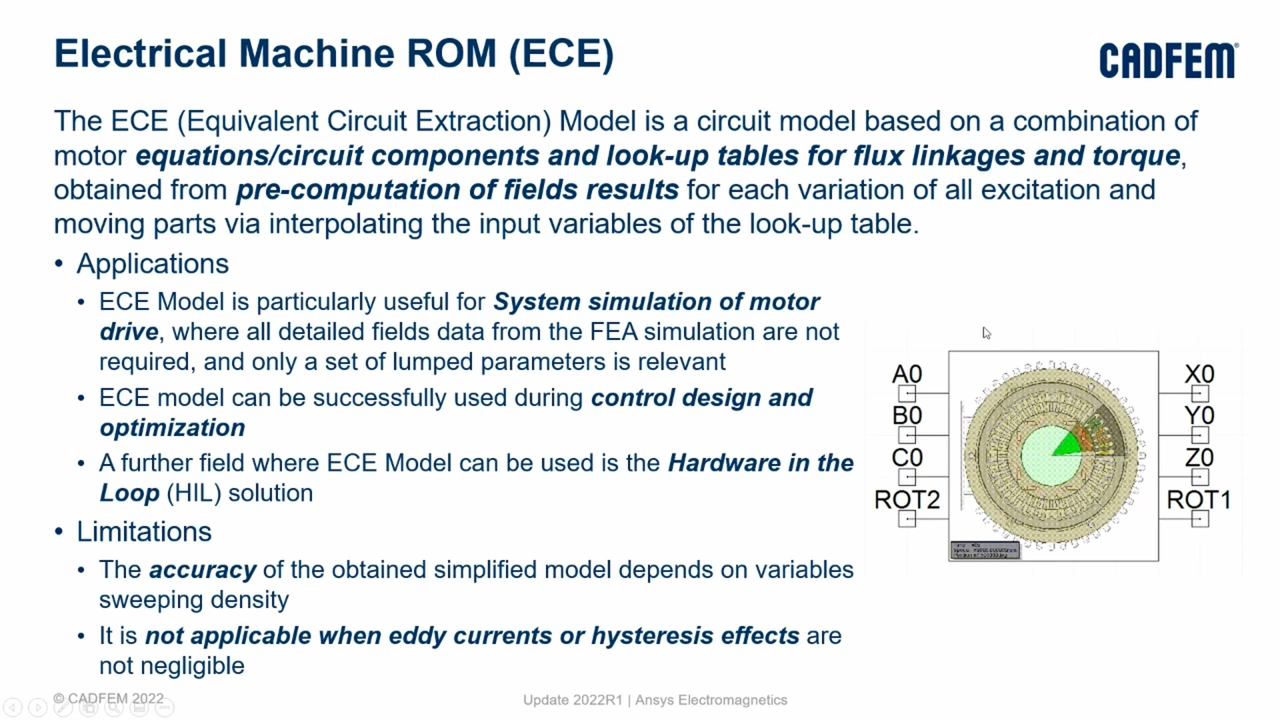 Electrical Machine ROM (ECE)
CADFEM
The ECE (Equivalent Circuit Extraction) Model is a circuit model based on a combination of
motor equations/circuit components and look-up tables for flux linkages and torque,
obtained from pre-computation of fields results for each variation of all excitation and
moving parts via interpolating the input variables of the look-up table.
• Applications
• ECE Model is particularly useful for System simulation of motor
drive, where all detailed fields data from the FEA simulation are not
required, and only a set of lumped parameters is relevant
• ECE model can be successfully used during control design and
optimization
• A further field where ECE Model can be used is the Hardware in the
Loop (HIL) solution
• Limitations
• The accuracy of the obtained simplified model depends on variables
sweeping density
• It is not applicable when eddy currents or hysteresis effects are
not negligible
A0
B0
C0
ROT2
X0
Y0
Z0
ROT1
© CADFEM 2022
Update 2022R1 | Ansys Electromagnetics